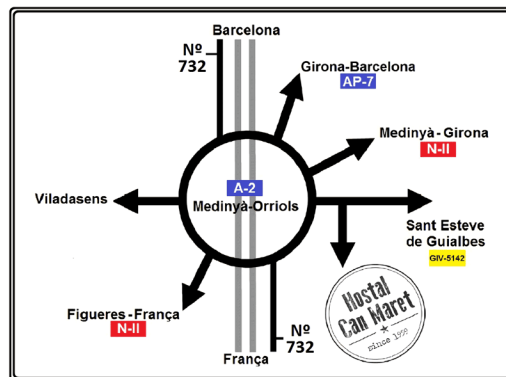 Barcelona
Nº
732
Girona-Barcelona
AP-7
Medinyà-Girona
N-II
A-2
Medinyà-Orriols
Viladasens
Sant Esteve
de Guialbes
GIV-5142
Figueres-França
N-II
Hostal
Can Maret
since 1959
Nº
732
França